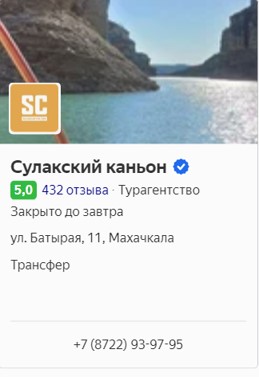 SC
Сулакский каньон
5,0 432 отзыва · Турагентство
Закрыто до завтра
ул. Батырая, 11, Махачкала
Трансфер
+7 (8722) 93-97-95